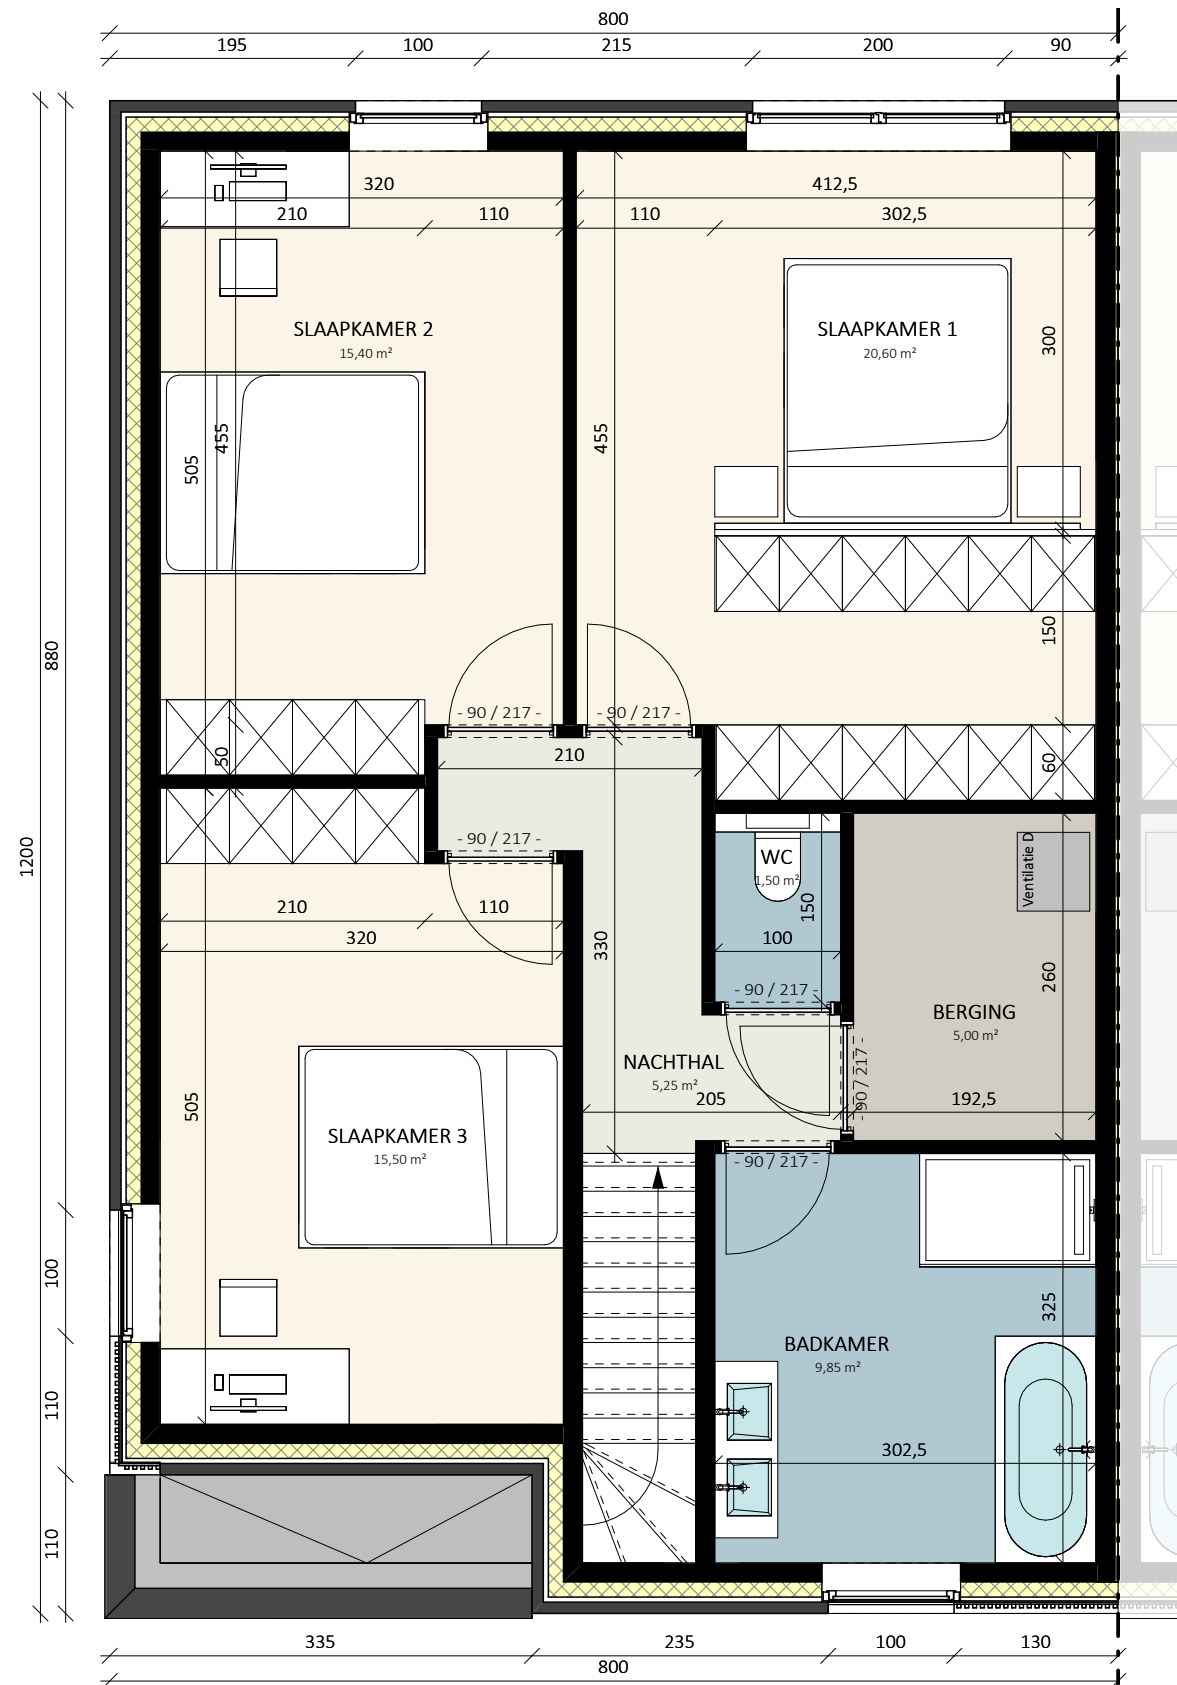 800
195
100
215
200
90
320
412,5
210
110
110
302,5
SLAAPKAMER 2
15,40 m²
SLAAPKAMER 1
20,60 m²
300
455
505
455
880
150
- 90 / 217 -
- 90 / 217 -
50
210
60
- 90 / 217 -
1200
WC
1,50 m²
Ventilatie D
150
210
110
320
100
330
260
- 90 / 217 -
BERGING
5,00 m²
NACHTHAL
5,25 m²
- 90 / 217 -
205
192,5
505
SLAAPKAMER 3
15,50 m²
- 90 / 217 -
100
325
BADKAMER
9,85 m²
110
302,5
110
335
235
100
130
800